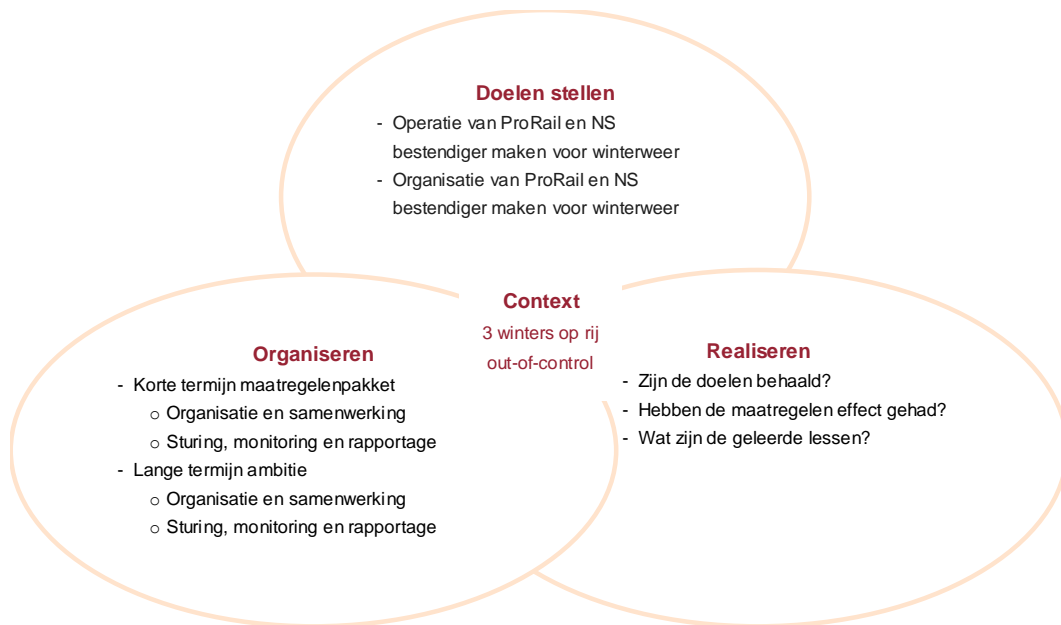 Doelen stellen
- Operatie van ProRail en NS
bestendiger maken voor winterweer
- Organisatie van ProRail en NS
bestendiger maken voor winterweer
Context
3 winters op rij
out-of-control
Organiseren
- Korte termijn maatregelenpakket
o Organisatie en samenwerking
o Sturing, monitoring en rapportage
- Lange termijn ambitie
o Organisatie en samenwerking
o Sturing, monitoring en rapportage
Realiseren
- Zijn de doelen behaald?
- Hebben de maatregelen effect gehad?
- Wat zijn de geleerde lessen?